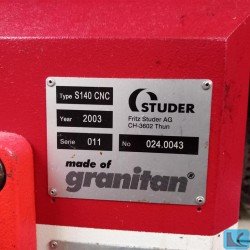 Type S140 CNC
Year 2003
Serie 011
STUDER
Fritz Studer AG
CH-3602 Thun
No 024.0043
made of
granitan®